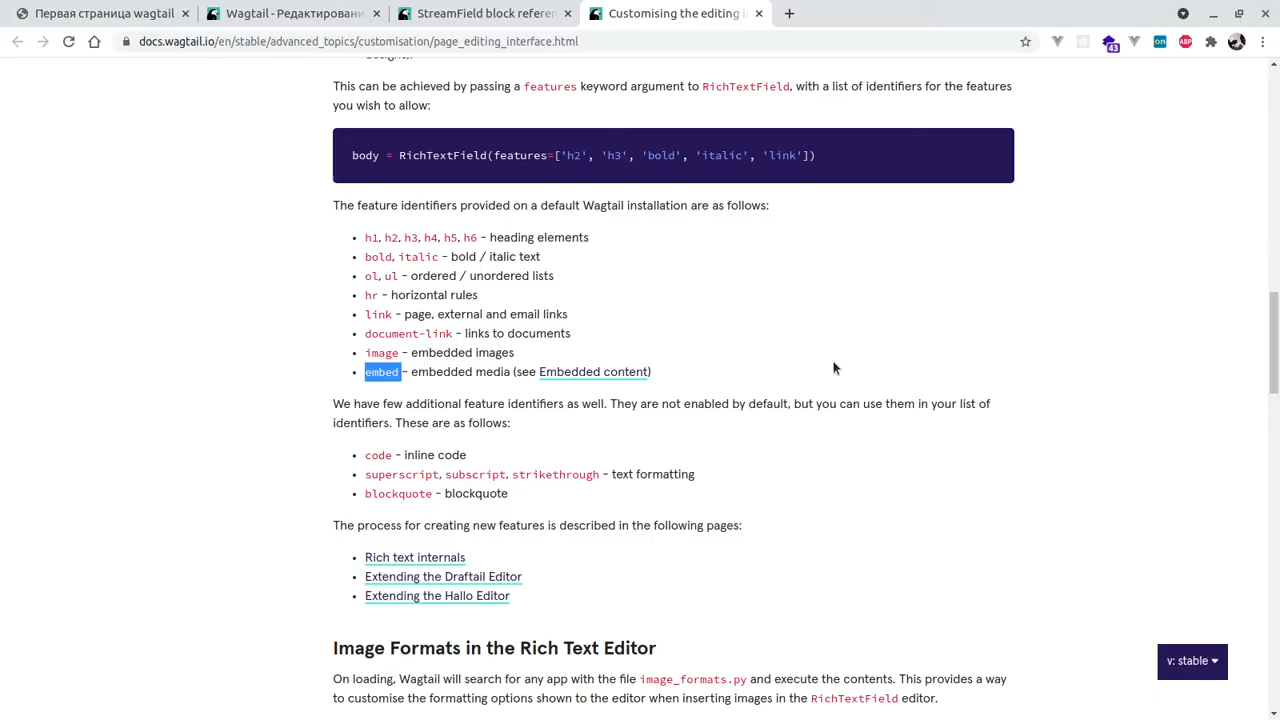 Первая страница wagtail
Wagtail - Редактировани
StreamField block referen
Customising the editing i
docs.wagtail.io/en/stable/advanced_topics/customisation/page_editing_interface.html
43
on
ABP
This can be achieved by passing a features keyword argument to RichTextField, with a list of identifiers for the features
you wish to allow:
body = RichTextField(features=['h2', 'h3', 'bold', 'italic', 'link'])
The feature identifiers provided on a default Wagtail installation are as follows:
• h1, h2, h3, h4, h5, h6 - heading elements
• bold, italic - bold / italic text
• ol, ul - ordered / unordered lists
• hr - horizontal rules
• link - page, external and email links
• document-link - links to documents
• image - embedded images
• embed - embedded media (see Embedded content)
We have few additional feature identifiers as well. They are not enabled by default, but you can use them in your list of
identifiers. These are as follows:
• code - inline code
• superscript, subscript, strikethrough - text formatting
• blockquote - blockquote
The process for creating new features is described in the following pages:
• Rich text internals
• Extending the Draftail Editor
• Extending the Hallo Editor
Image Formats in the Rich Text Editor
v: stable
On loading, Wagtail will search for any app with the file image_formats.py and execute the contents. This provides a way
to customise the formatting options shown to the editor when inserting images in the RichTextField editor.